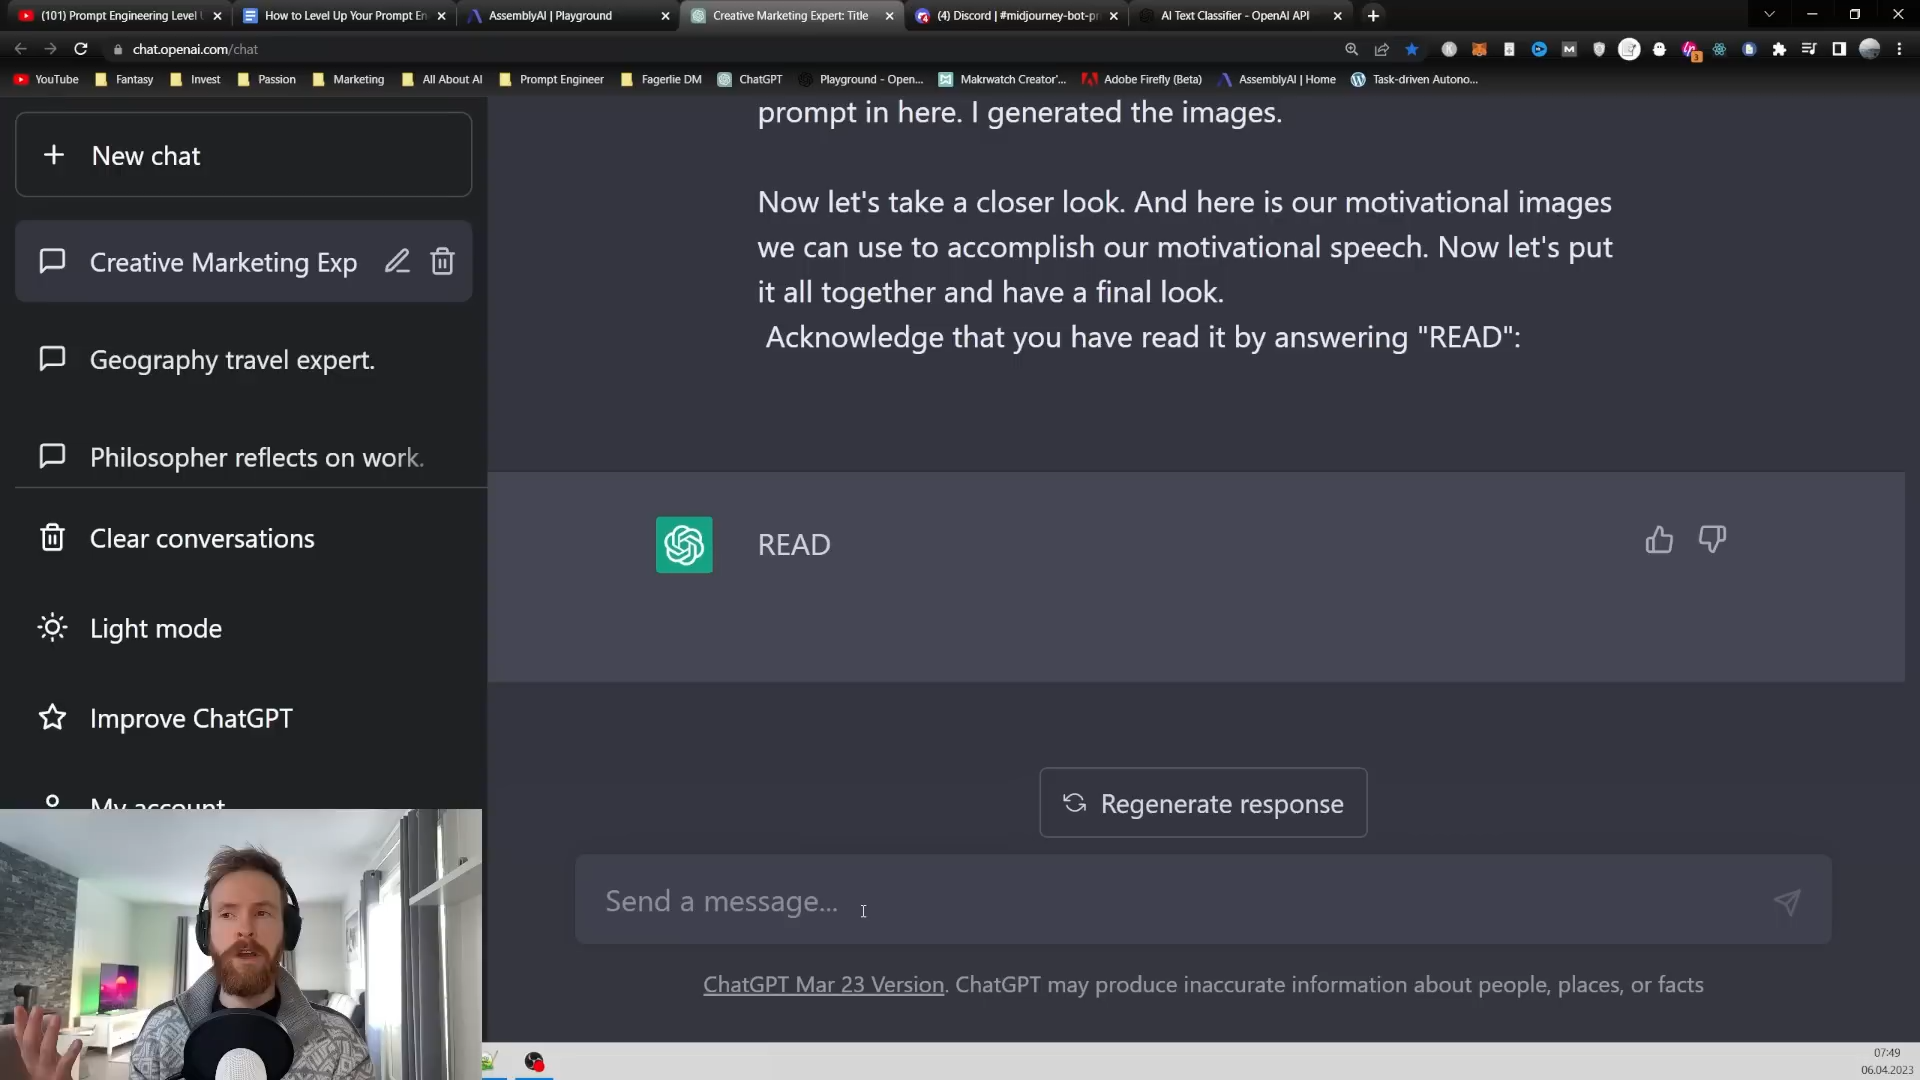 (101) Prompt Engineering Level
How to Level Up Your Prompt En
AssemblyAI | Playground
Creative Marketing Expert: Title
(4) Discord | #midjourney-bot-pr
AI Text Classifier - OpenAI API
chat.openai.com/chat
YouTube
Fantasy
Invest
Passion
Marketing
All About AI
Prompt Engineer
Fagerlie DM
ChatGPT
Playground - Open...
Makrwatch Creator'...
Adobe Firefly (Beta)
AssemblyAI | Home
Task-driven Autono...
New chat
Creative Marketing Exp
Geography travel expert.
Philosopher reflects on work.
Clear conversations
Light mode
Improve ChatGPT
My account
prompt in here. I generated the images.
Now let's take a closer look. And here is our motivational images
we can use to accomplish our motivational speech. Now let's put
it all together and have a final look.
Acknowledge that you have read it by answering "READ":
READ
Regenerate response
Send a message...
ChatGPT Mar 23 Version. ChatGPT may produce inaccurate information about people, places, or facts
07:49
06.04.2023